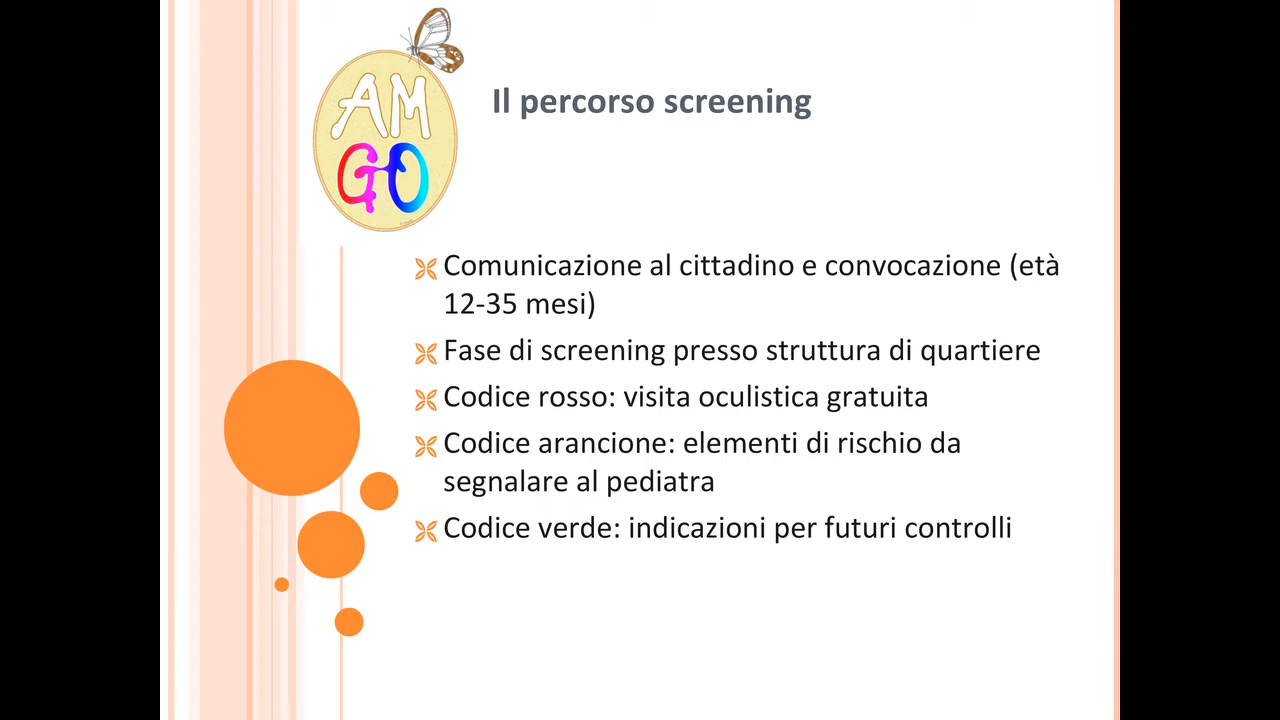 AM
GO
Il percorso screening
Comunicazione al cittadino e convocazione (età
12-35 mesi)
Fase di screening presso struttura di quartiere
Codice rosso: visita oculistica gratuita
Codice arancione: elementi di rischio da
segnalare al pediatra
Codice verde: indicazioni per futuri controlli